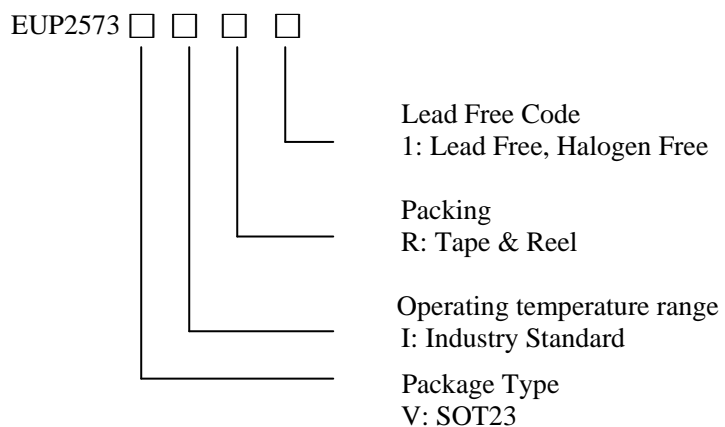 EUP2573
Lead Free Code
1: Lead Free, Halogen Free
Packing
R: Tape & Reel
Operating temperature range
I: Industry Standard
Package Type
V: SOT23